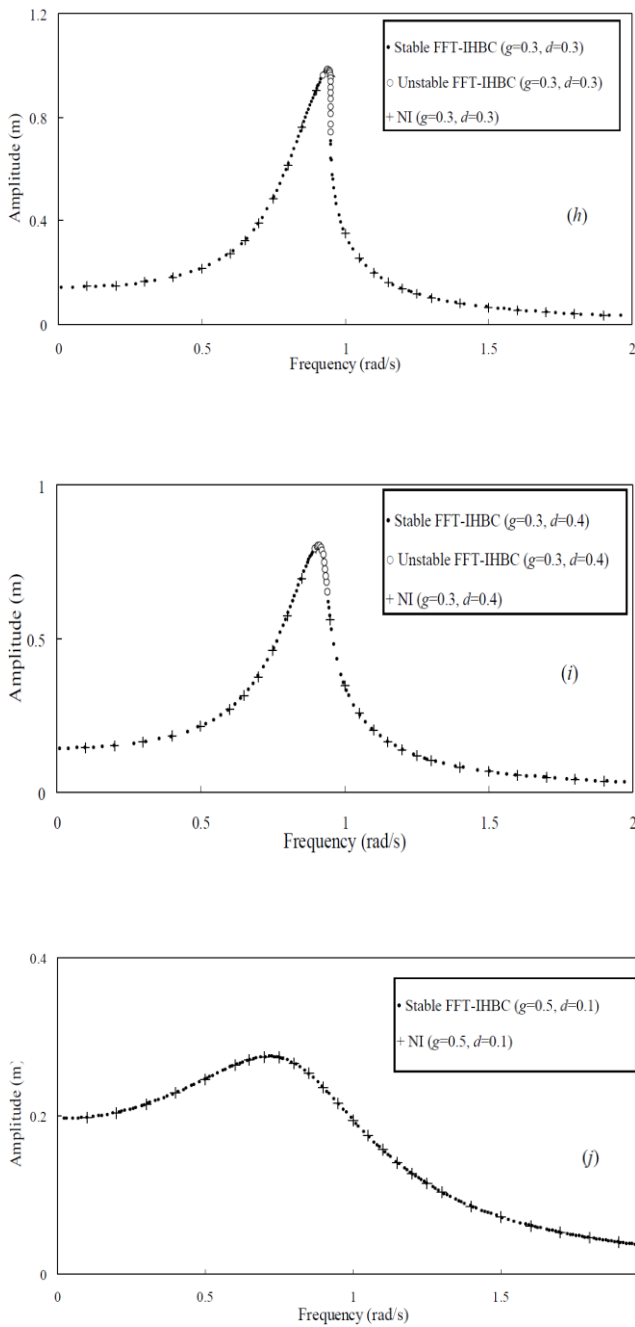 1.2
• Stable FFT-IHBC (g=0.3, d=0.3)
○ Unstable FFT-IHBC (g=0.3, d=0.3)
+ NI (g=0.3, d=0.3)
0.8
Amplitude (m)
(h)
0.4
0
0 0.5 1 1.5 2
Frequency (rad/s)
1
• Stable FFT-IHBC (g=0.3, d=0.4)
○ Unstable FFT-IHBC (g=0.3, d=0.4)
+ NI (g=0.3, d=0.4)
Amplitude (m)
0.5
(i)
0
0 0.5 1 1.5 2
Frequency (rad/s)
0.4
• Stable FFT-IHBC (g=0.5, d=0.1)
+ NI (g=0.5, d=0.1)
Amplitude (m)
0.2
(j)
0
0 0.5 1 1.5
Frequency (rad/s)